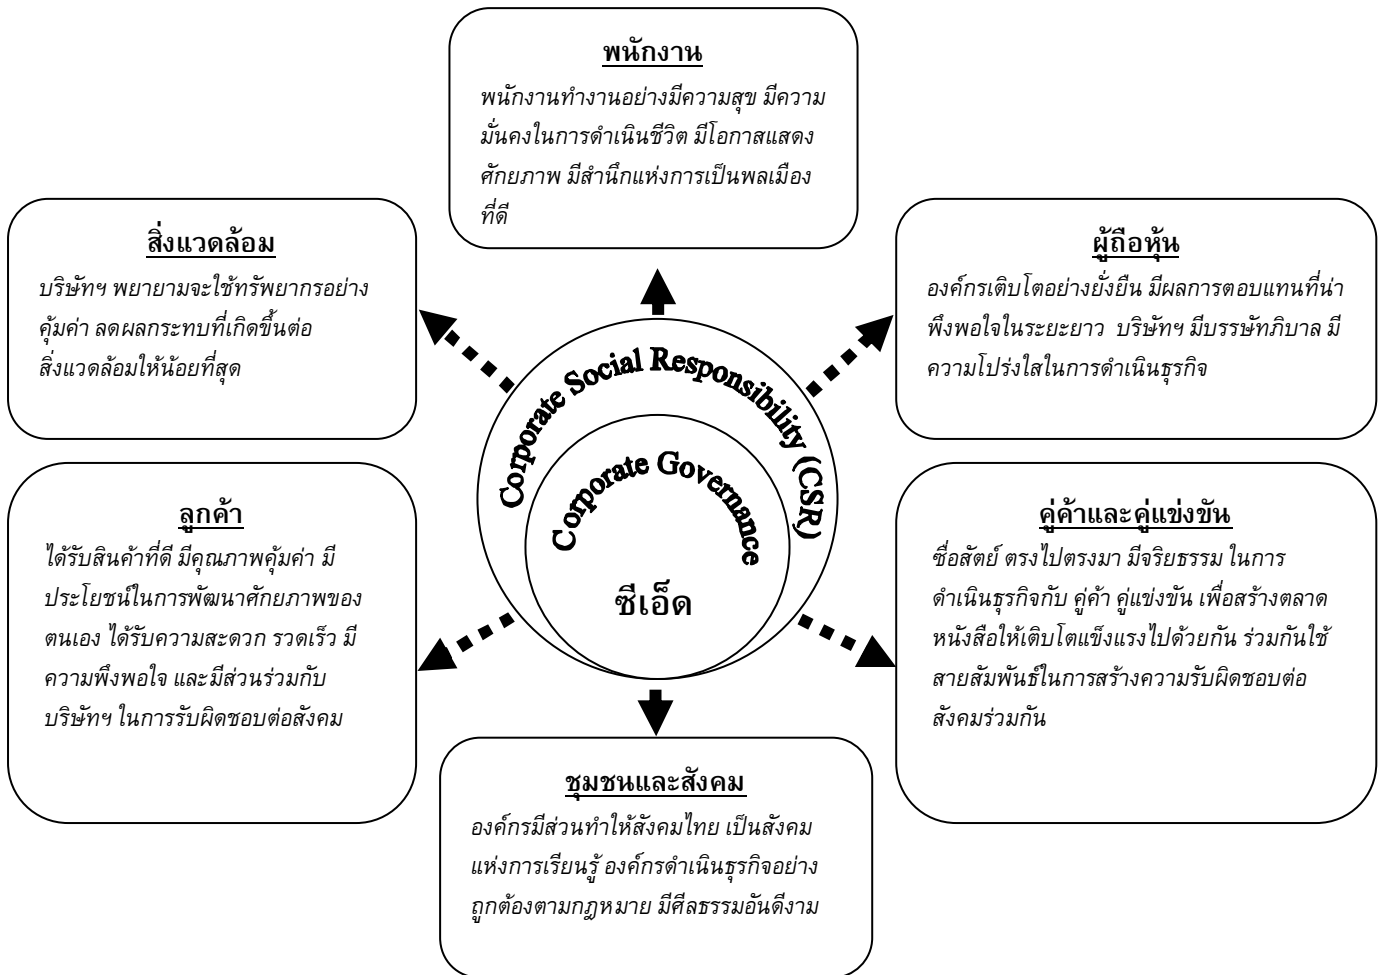 พนักงาน
พนักงานทำงานอย่างมีความสุข มีความ
มั่นคงในการดำเนินชีวิต มีโอกาสแสดง
ศักยภาพ มีสำนึกแห่งการเป็นพลเมือง
ที่ดี
สิ่งแวดล้อม
บริษัทฯ พยายามจะใช้ทรัพยากรอย่าง
คุ้มค่า ลดผลกระทบที่เกิดขึ้นต่อ
สิ่งแวดล้อมให้น้อยที่สุด
ผู้ถือหุ้น
องค์กรเติบโตอย่างยั่งยืน มีผลการตอบแทนที่น่า
พึงพอใจในระยะยาว บริษัทฯ มีบรรษัทภิบาล มี
ความโปร่งใสในการดำเนินธุรกิจ
Corporate Social Responsibility (CSR)
Corporate Governance
ซีเอ็ด
ลูกค้า
ได้รับสินค้าที่ดี มีคุณภาพคุ้มค่า มี
ประโยชน์ในการพัฒนาศักยภาพของ
ตนเอง ได้รับความสะดวก รวดเร็ว มี
ความพึงพอใจ และมีส่วนร่วมกับ
บริษัทฯ ในการรับผิดชอบต่อสังคม
คู่ค้าและคู่แข่งขัน
ซื่อสัตย์ ตรงไปตรงมา มีจริยธรรม ในการ
ดำเนินธุรกิจกับ คู่ค้า คู่แข่งขัน เพื่อสร้างตลาด
หนังสือให้เติบโตแข็งแรงไปด้วยกัน ร่วมกันใช้
สายสัมพันธ์ในการสร้างความรับผิดชอบต่อ
สังคมร่วมกัน
ชุมชนและสังคม
องค์กรมีส่วนทำให้สังคมไทย เป็นสังคม
แห่งการเรียนรู้ องค์กรดำเนินธุรกิจอย่าง
ถูกต้องตามกฎหมาย มีศีลธรรมอันดีงาม